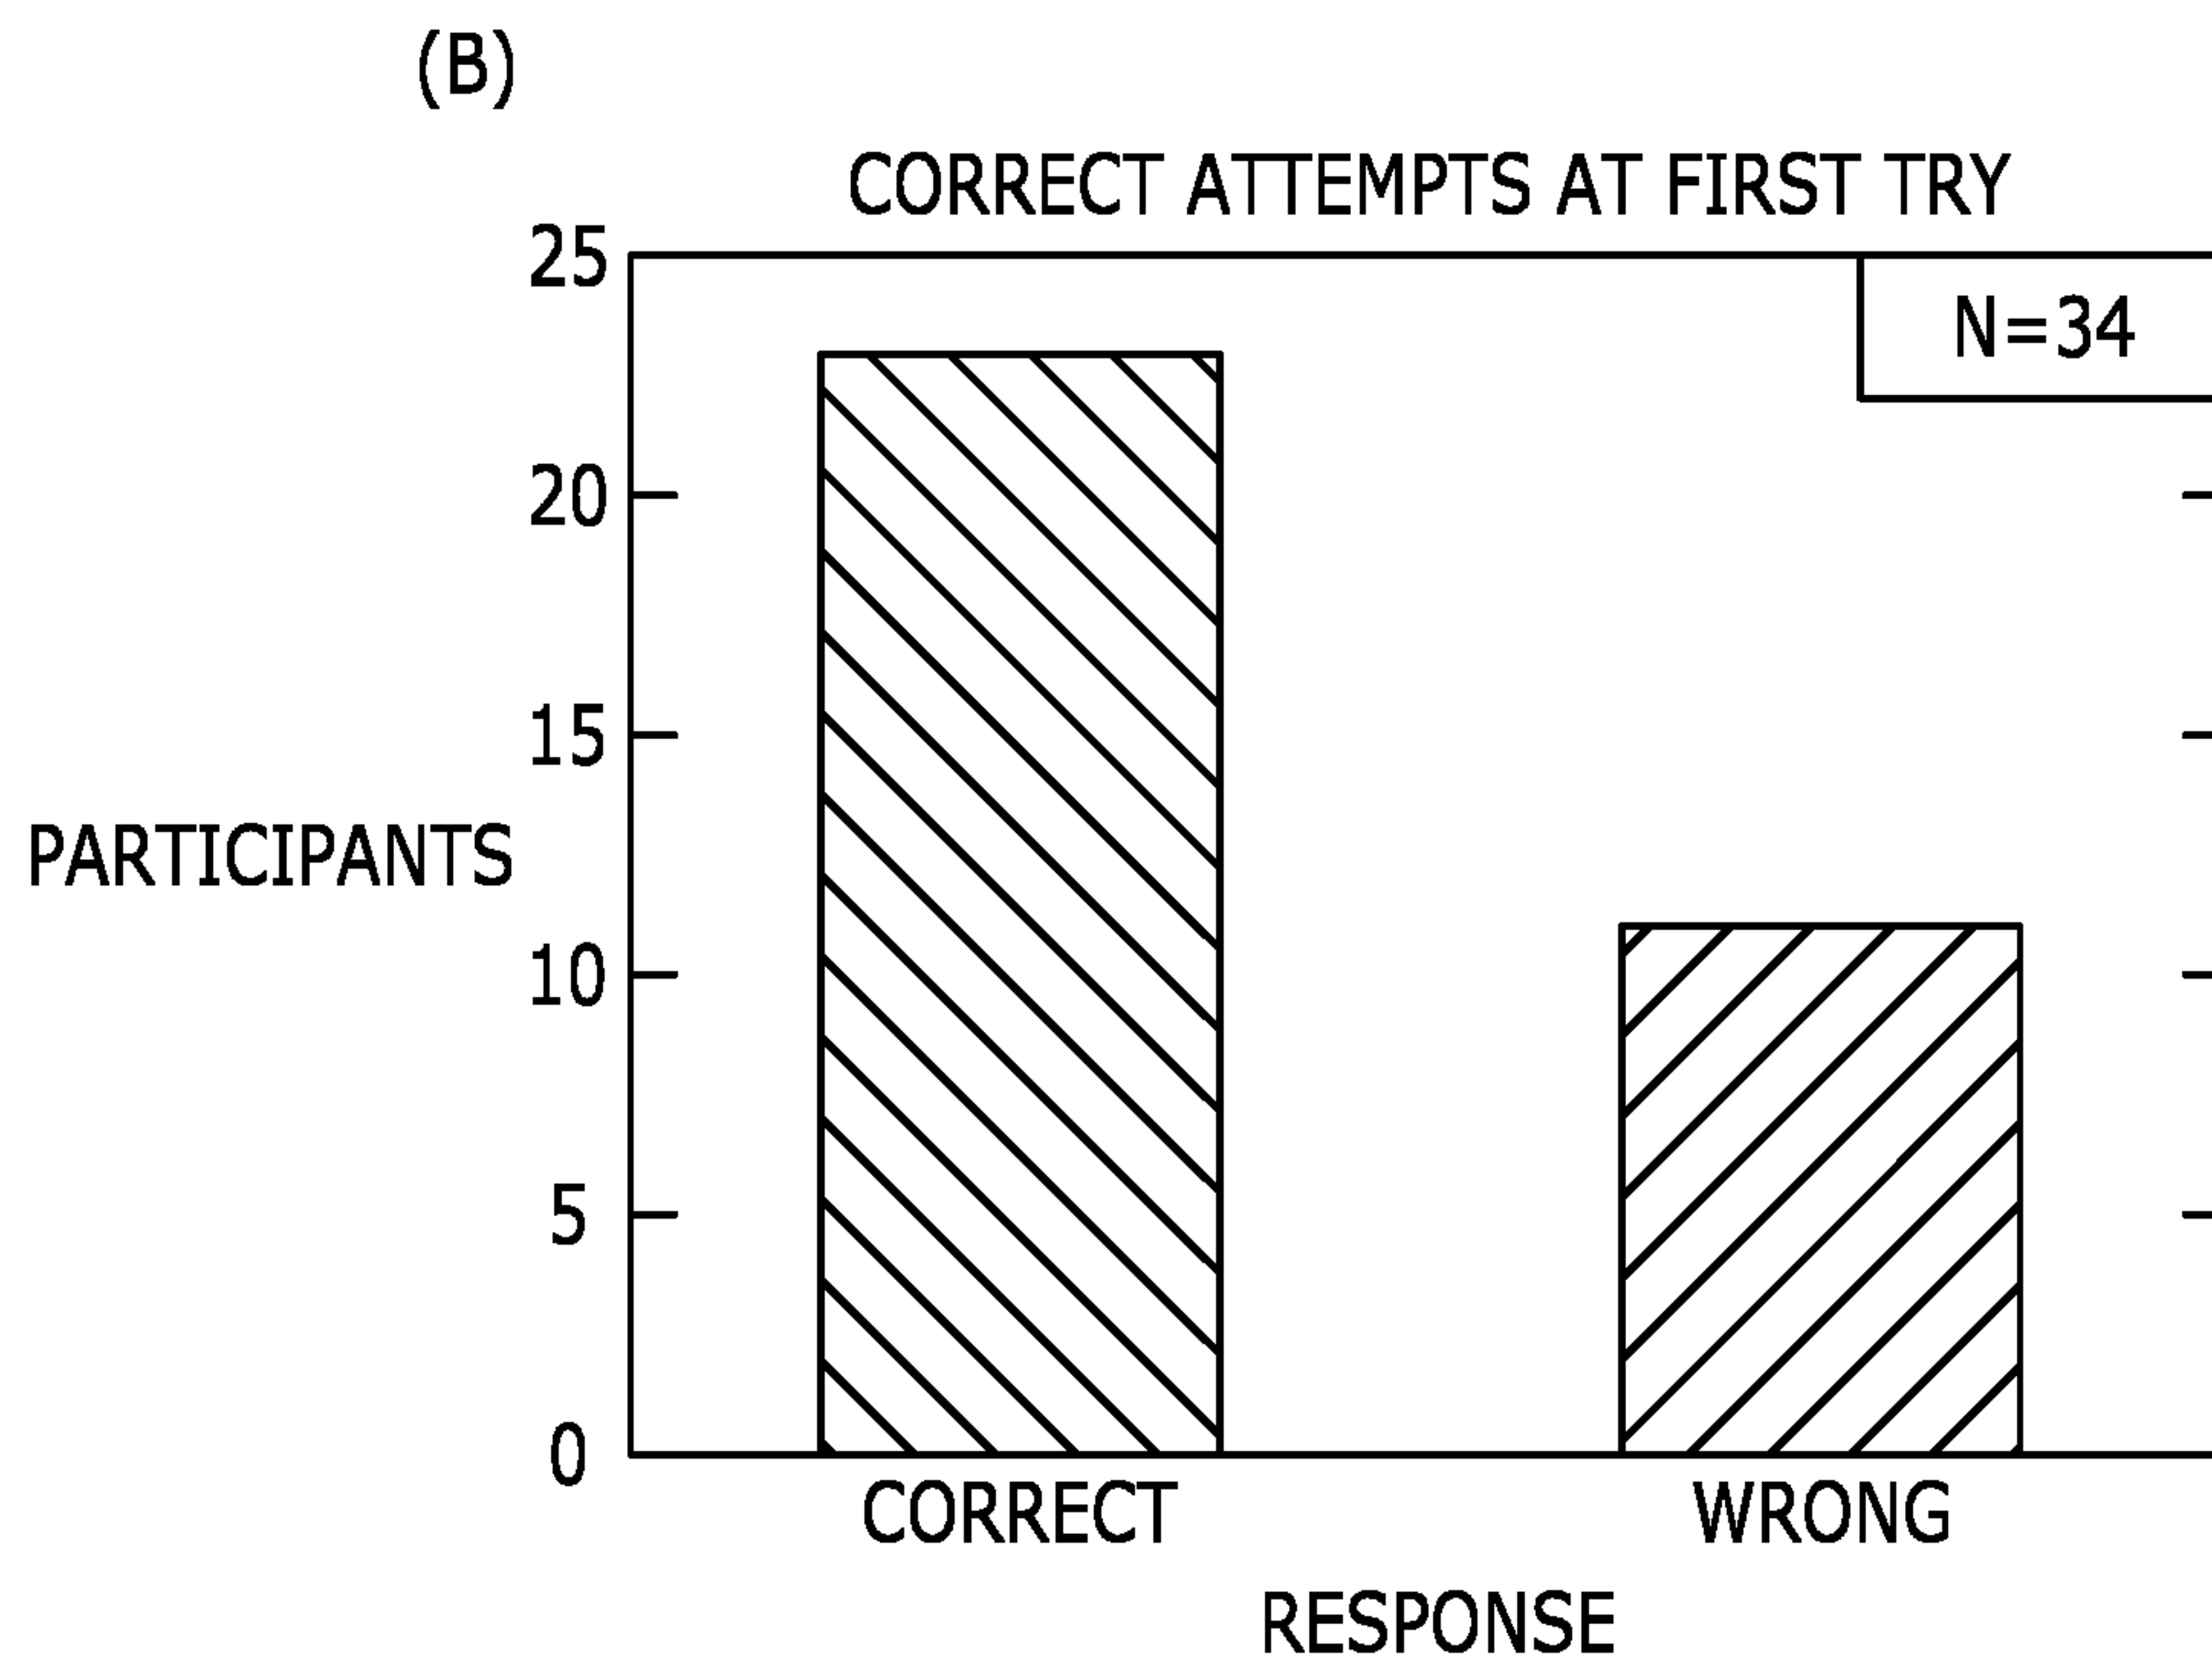 (B)
CORRECT ATTEMPTS AT FIRST TRY
25
N=34
20
15
PARTICIPANTS
10
5
0
CORRECT WRONG
RESPONSE